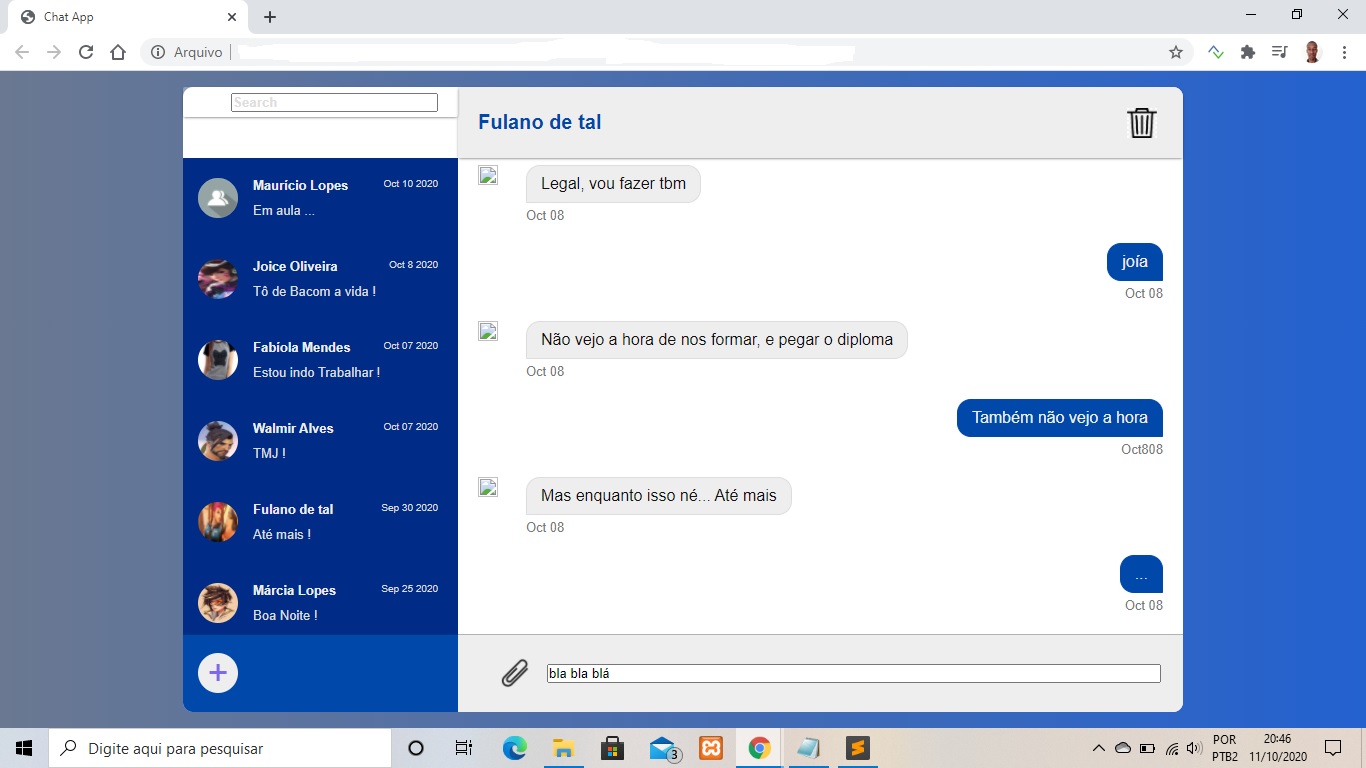 Chat App
Arquivo
Search
Fulano de tal
Maurício Lopes Oct 10 2020
Em aula ...
Joice Oliveira Oct 8 2020
Tô de Bacom a vida !
Fabíola Mendes Oct 07 2020
Estou indo Trabalhar !
Walmir Alves Oct 07 2020
TMJ !
Fulano de tal Sep 30 2020
Até mais !
Márcia Lopes Sep 25 2020
Boa Noite !
+
Legal, vou fazer tbm
Oct 08
joía
Oct 08
Não vejo a hora de nos formar, e pegar o diploma
Oct 08
Também não vejo a hora
Oct808
Mas enquanto isso né... Até mais
Oct 08
...
Oct 08
bla bla blá
Digite aqui para pesquisar
3
POR
PTB2
20:46
11/10/2020